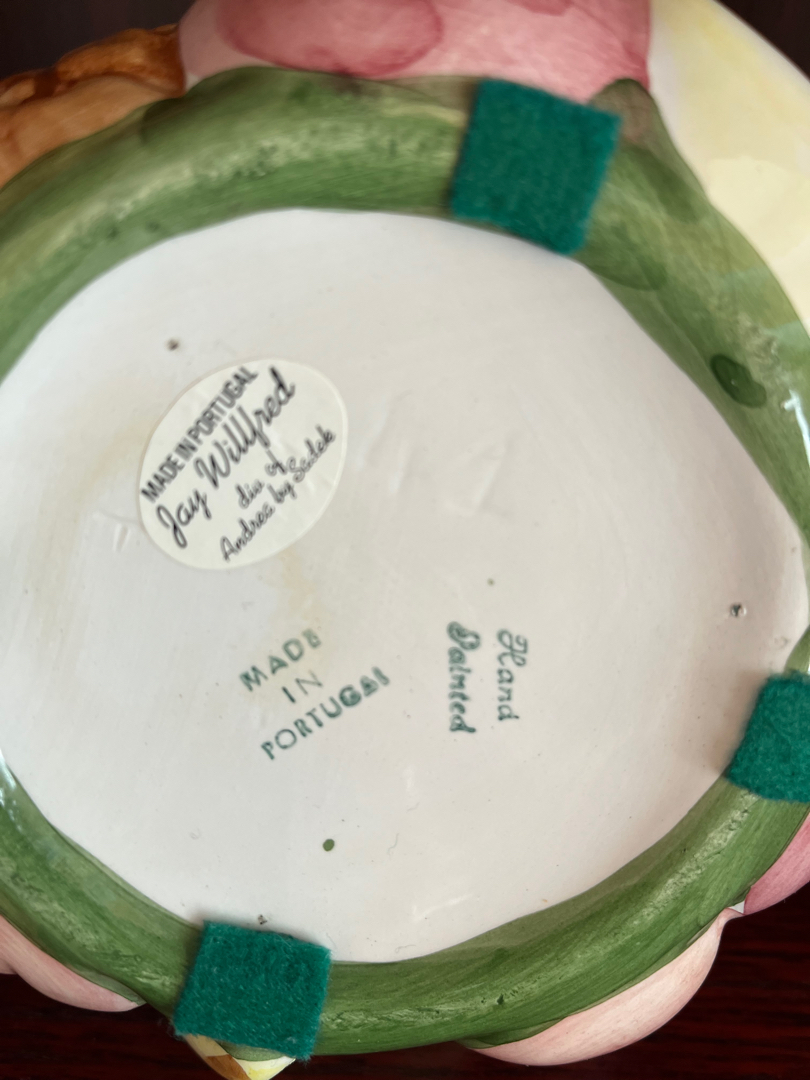 MADE IN PORTUGAL
Jay Willfred
div of
Andrea by Sadek
MADE
IN
PORTUGAL
Hand
Painted